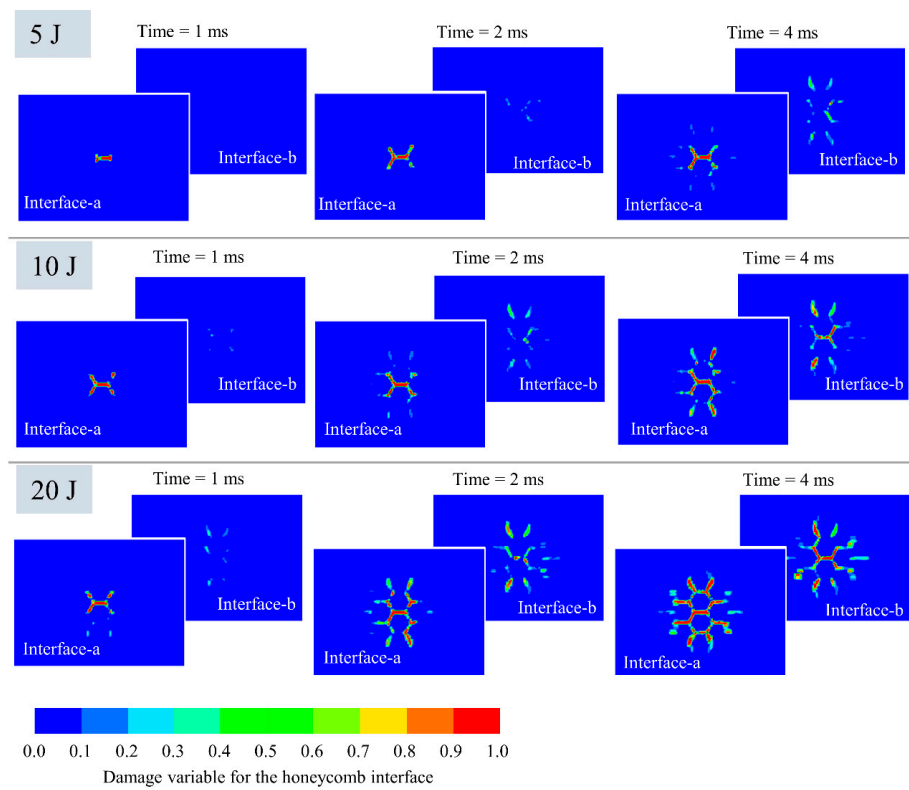 5 J
Time = 1 ms
Time = 2 ms
Time = 4 ms
Interface-b
Interface-b
Interface-b
Interface-a
Interface-a
Interface-a
10 J
Time = 1 ms
Time = 2 ms
Time = 4 ms
Interface-b
Interface-b
Interface-b
Interface-a
Interface-a
Interface-a
20 J
Time = 1 ms
Time = 2 ms
Time = 4 ms
Interface-b
Interface-b
Interface-b
Interface-a
Interface-a
Interface-a
0.0 0.1 0.2 0.3 0.4 0.5 0.6 0.7 0.8 0.9 1.0
Damage variable for the honeycomb interface